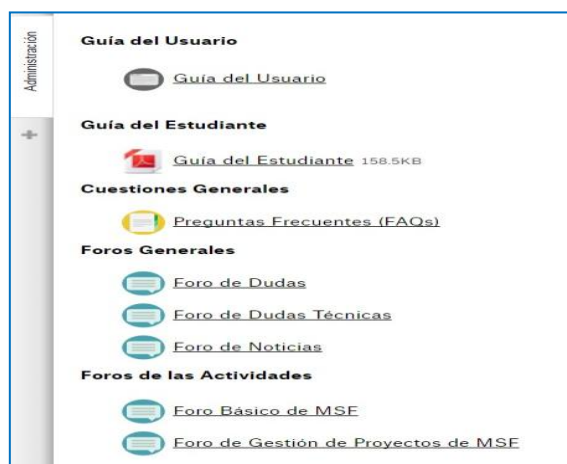 Administración
Guía del Usuario
Guía del Usuario
Guía del Estudiante
Guía del Estudiante 158.5KB
Cuestiones Generales
Preguntas Frecuentes (FAQs)
Foros Generales
Foro de Dudas
Foro de Dudas Técnicas
Foro de Noticias
Foros de las Actividades
Foro Básico de MSF
Foro de Gestión de Proyectos de MSF